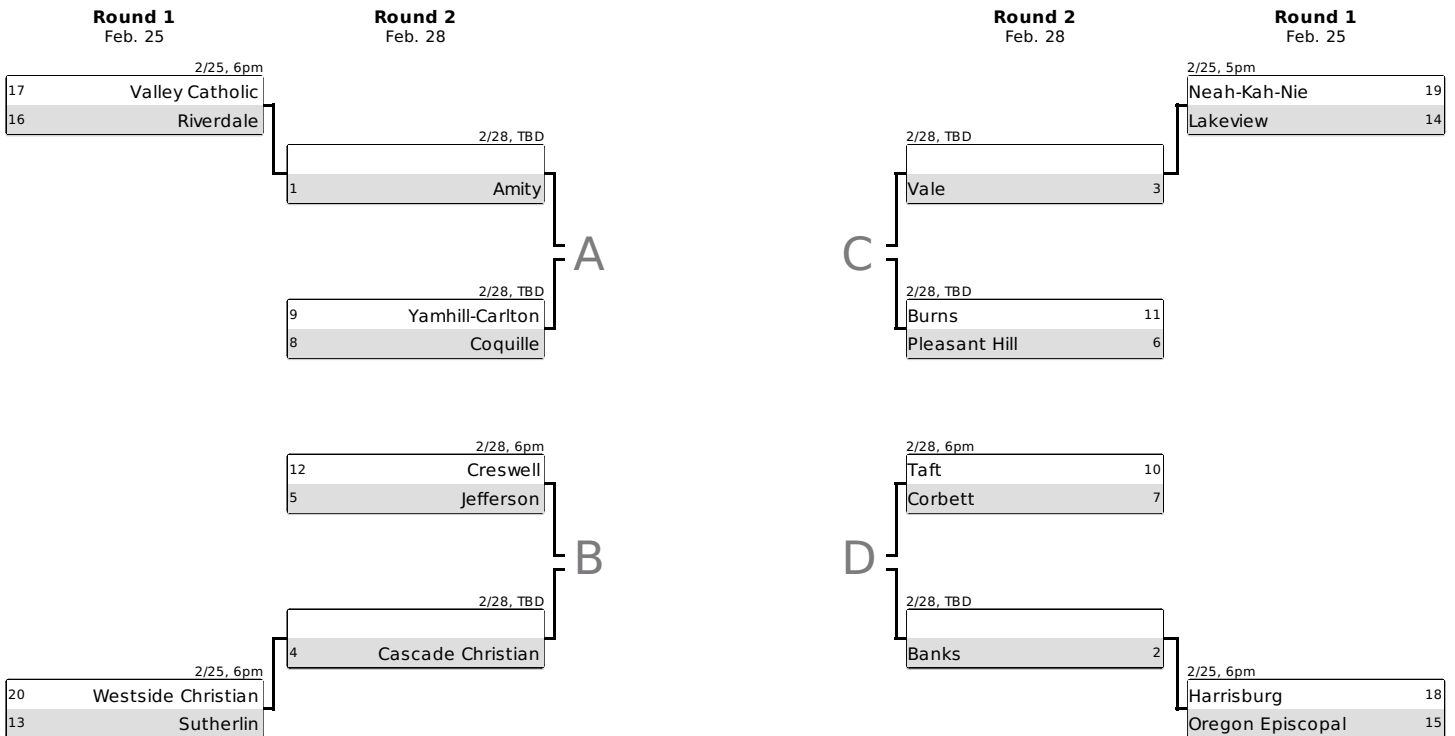 Round 1
Feb. 25
Round 2
Feb. 28
Round 2
Feb. 28
Round 1
Feb. 25
2/25, 6pm
17 Valley Catholic
16 Riverdale
2/28, TBD
1 Amity
A
2/28, TBD
9 Yamhill-Carlton
8 Coquille
2/28, 6pm
12 Creswell
5 Jefferson
B
2/28, TBD
4 Cascade Christian
2/25, 6pm
20 Westside Christian
13 Sutherlin
2/25, 5pm
Neah-Kah-Nie 19
Lakeview 14
2/28, TBD
Vale 3
C
2/28, TBD
Burns 11
Pleasant Hill 6
2/28, 6pm
Taft 10
Corbett 7
D
2/28, TBD
Banks 2
2/25, 6pm
Harrisburg 18
Oregon Episcopal 15